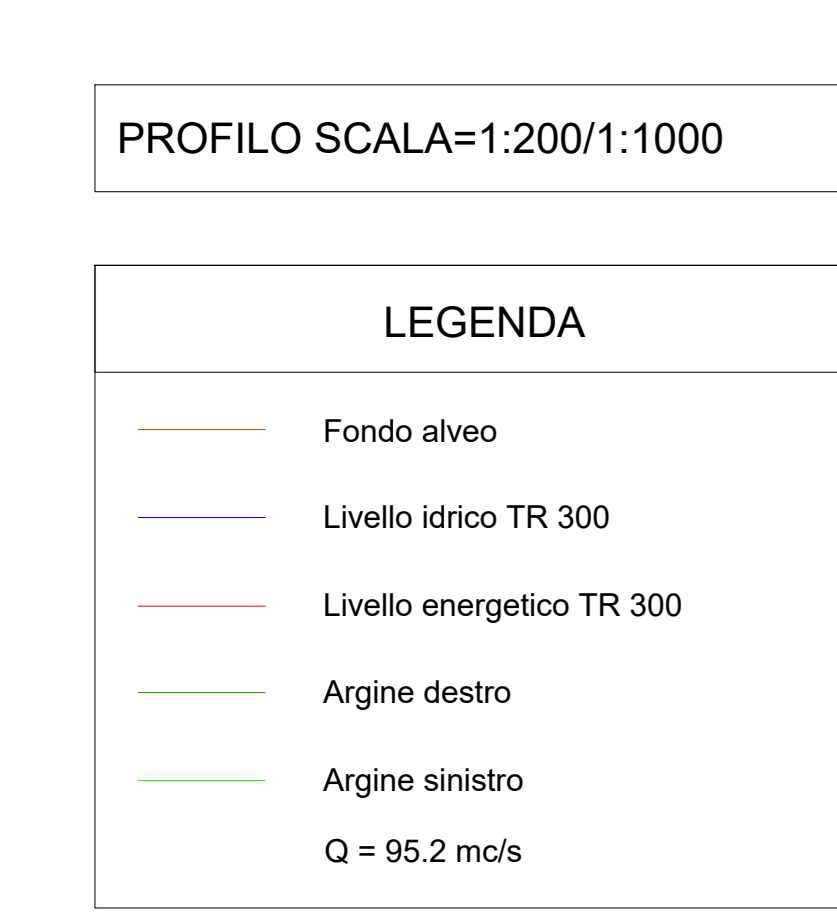 PROFILO SCALA=1:200/1:1000
LEGENDA
Fondo alveo
Livello idrico TR 300
Livello energetico TR 300
Argine destro
Argine sinistro
Q = 95.2 mc/s